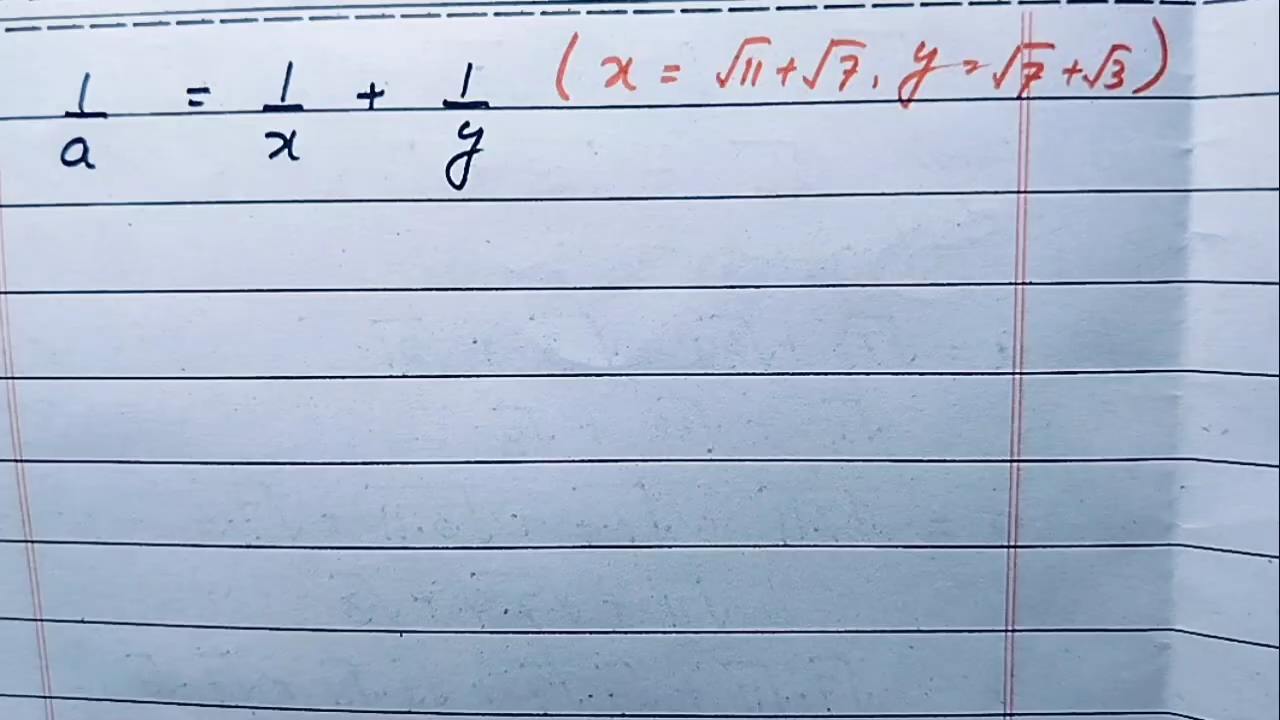 1/a = 1/x + 1/y (x = √11 + √7, y = √7 + √3)